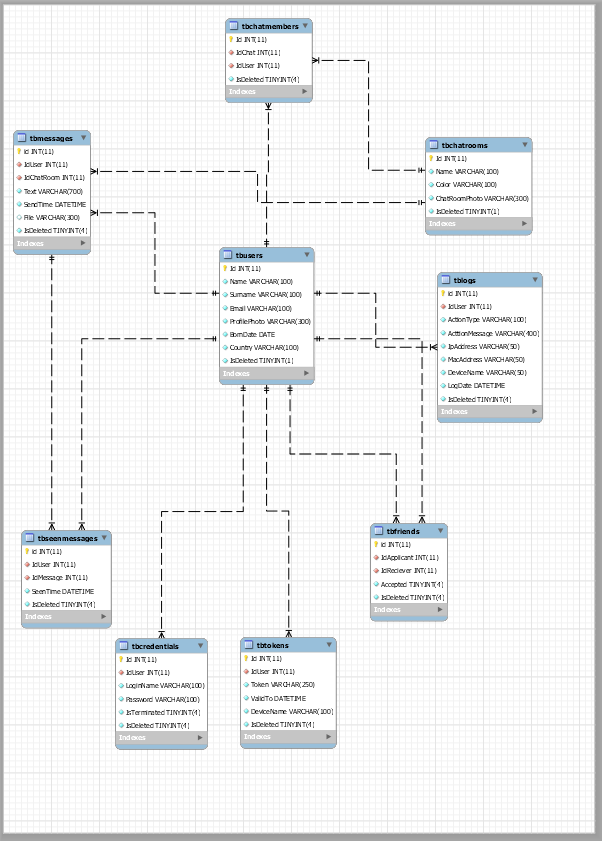 tbchatmembers
Id INT(11)
IdChat INT(11)
IdUser INT(11)
IsDeleted TINYINT(4)
Indexes
tbmessages
Id INT(11)
IdUser INT(11)
IdChatRoom INT(11)
Text VARCHAR(700)
SendTime DATETIME
File VARCHAR(300)
IsDeleted TINYINT(4)
Indexes
tbchatrooms
Id INT(11)
Name VARCHAR(100)
Color VARCHAR(100)
ChatRoomPhoto VARCHAR(300)
IsDeleted TINYINT(1)
Indexes
tbusers
Id INT(11)
Name VARCHAR(100)
Surname VARCHAR(100)
Email VARCHAR(100)
ProfilePhoto VARCHAR(300)
BornDate DATE
Country VARCHAR(100)
IsDeleted TINYINT(1)
Indexes
tblogs
Id INT(11)
IdUser INT(11)
ActionType VARCHAR(100)
ActtionMessage VARCHAR(400)
IpAddress VARCHAR(50)
MacAddress VARCHAR(50)
DeviceName VARCHAR(50)
LogDate DATETIME
IsDeleted TINYINT(4)
Indexes
tbseenmessages
Id INT(11)
IdUser INT(11)
IdMessage INT(11)
SeenTime DATETIME
IsDeleted TINYINT(4)
Indexes
tbfriends
Id INT(11)
IdApplicant INT(11)
IdReciever INT(11)
Accepted TINYINT(4)
IsDeleted TINYINT(4)
Indexes
tbcredentials
Id INT(11)
IdUser INT(11)
LoginName VARCHAR(100)
Password VARCHAR(100)
IsTerminated TINYINT(4)
IsDeleted TINYINT(4)
Indexes
tbtokens
Id INT(11)
IdUser INT(11)
Token VARCHAR(250)
ValidTo DATETIME
DeviceName VARCHAR(100)
IsDeleted TINYINT(4)
Indexes